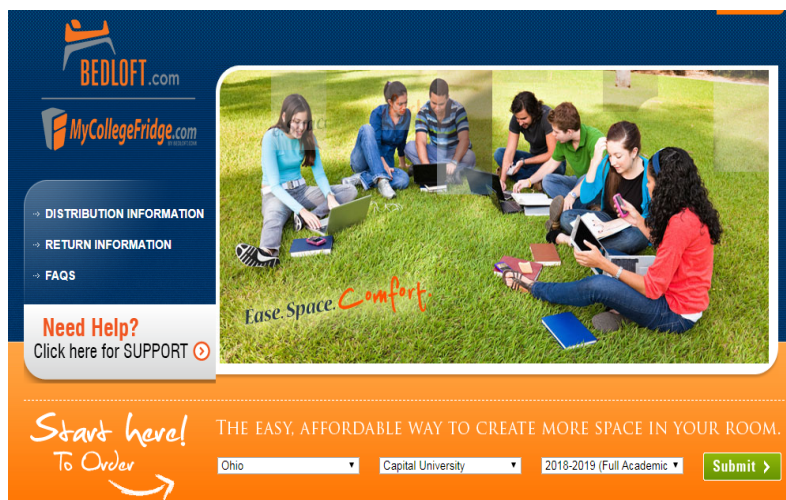 BEDLOFT.com
MyCollegeFridge.com
DISTRIBUTION INFORMATION
RETURN INFORMATION
FAQS
Need Help?
Click here for SUPPORT
Ease. Space. Comfort.
Start here!
To Order
THE EASY, AFFORDABLE WAY TO CREATE MORE SPACE IN YOUR ROOM.
Ohio
Capital University
2018-2019 (Full Academic
Submit